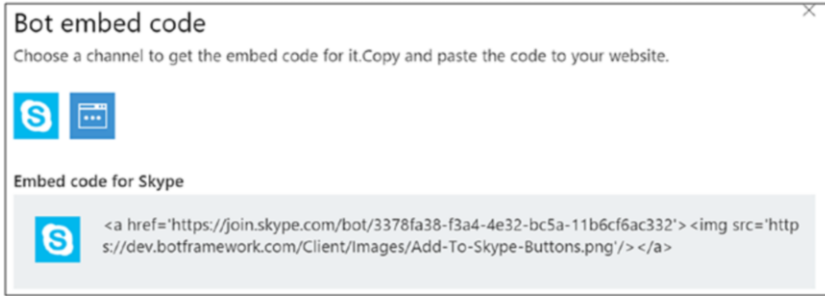 Bot embed code
Choose a channel to get the embed code for it.Copy and paste the code to your website.
Embed code for Skype
<a href='https://join.skype.com/bot/3378fa38-f3a4-4e32-bc5a-11b6cf6ac332'><img src='http
s://dev.botframework.com/Client/Images/Add-To-Skype-Buttons.png'/></a>